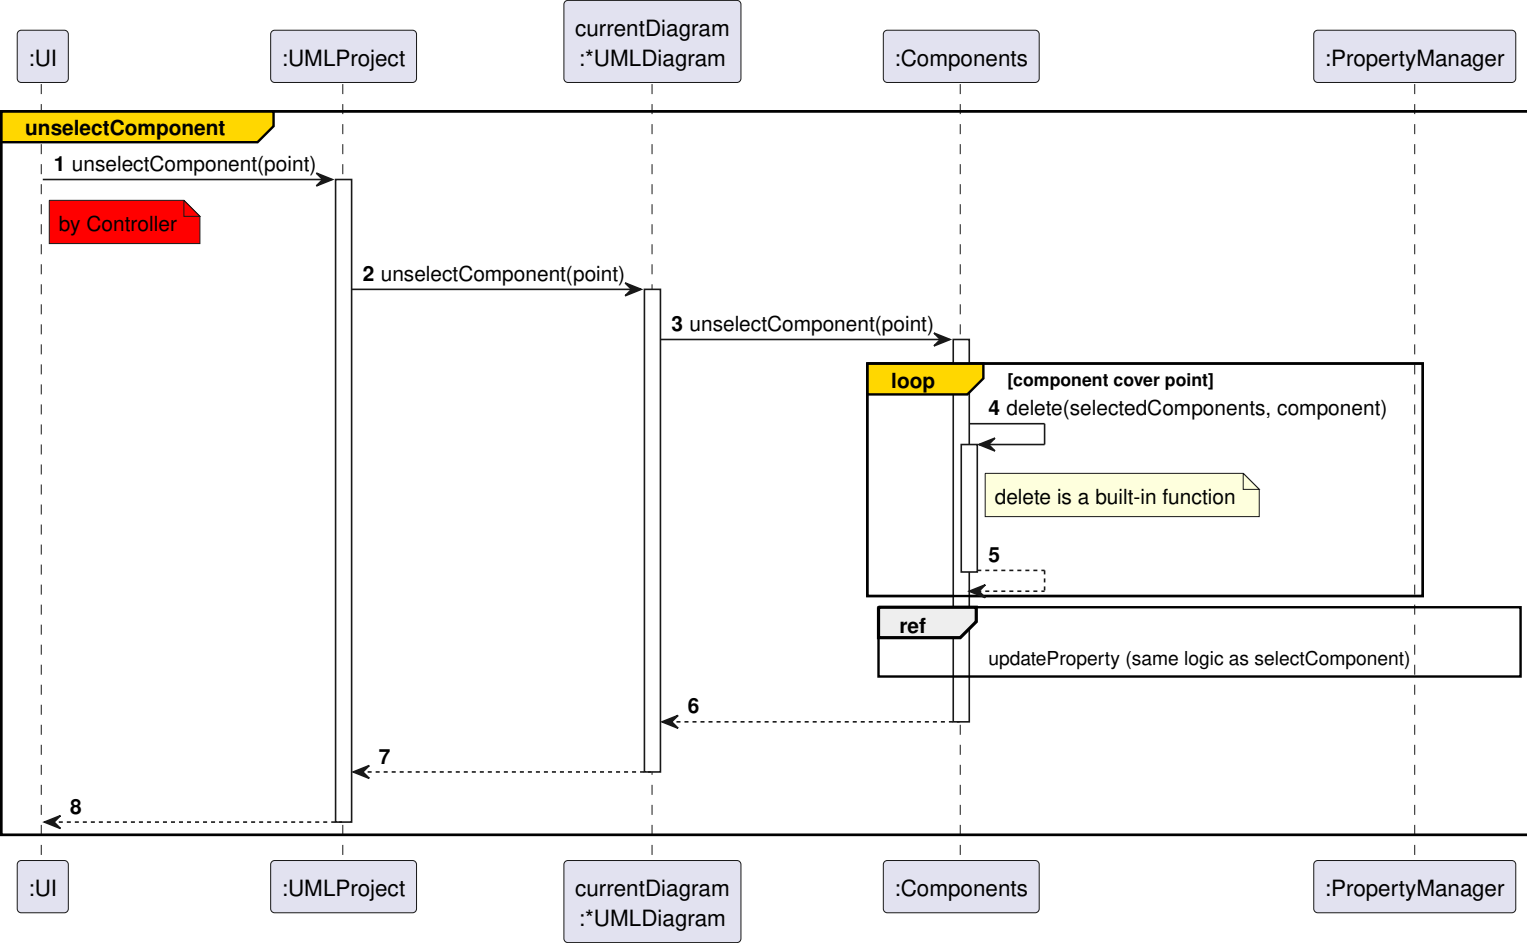 :UI
:UMLProject
currentDiagram
:*UMLDiagram
:Components
:PropertyManager
unselectComponent
1 unselectComponent(point)
by Controller
2 unselectComponent(point)
3 unselectComponent(point)
loop
[component cover point]
4 delete(selectedComponents, component)
delete is a built-in function
5
ref
updateProperty (same logic as selectComponent)
6
7
8
:UI
:UMLProject
currentDiagram
:*UMLDiagram
:Components
:PropertyManager